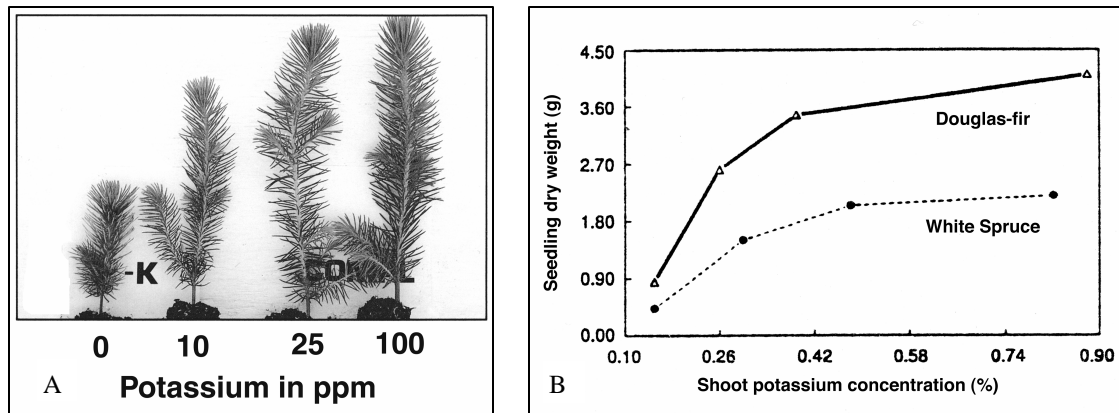 -K
0 10 25 100
A
Potassium in ppm
Seedling dry weight (g)
4.50
3.60
2.70
1.80
0.90
0.00
Douglas-fir
White Spruce
0.10 0.26 0.42 0.58 0.74 0.90
B
Shoot potassium concentration (%)